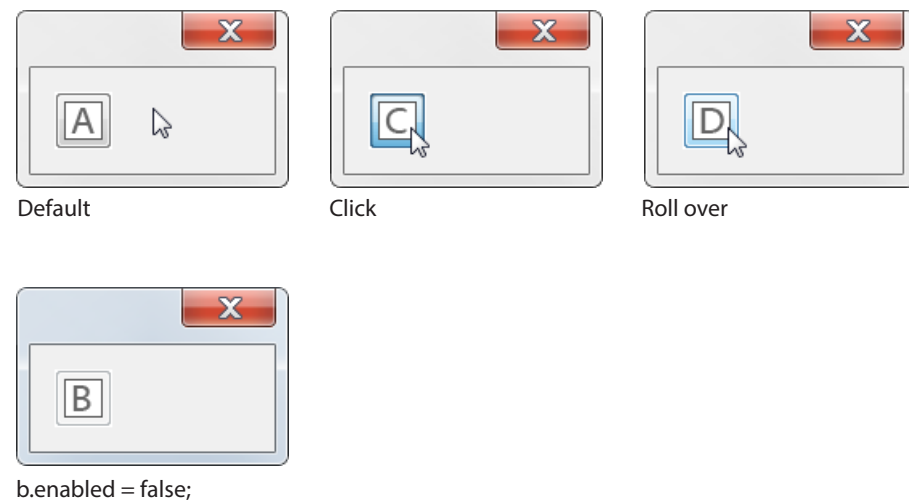 A
Default
C
Click
D
Roll over
B
b.enabled = false;